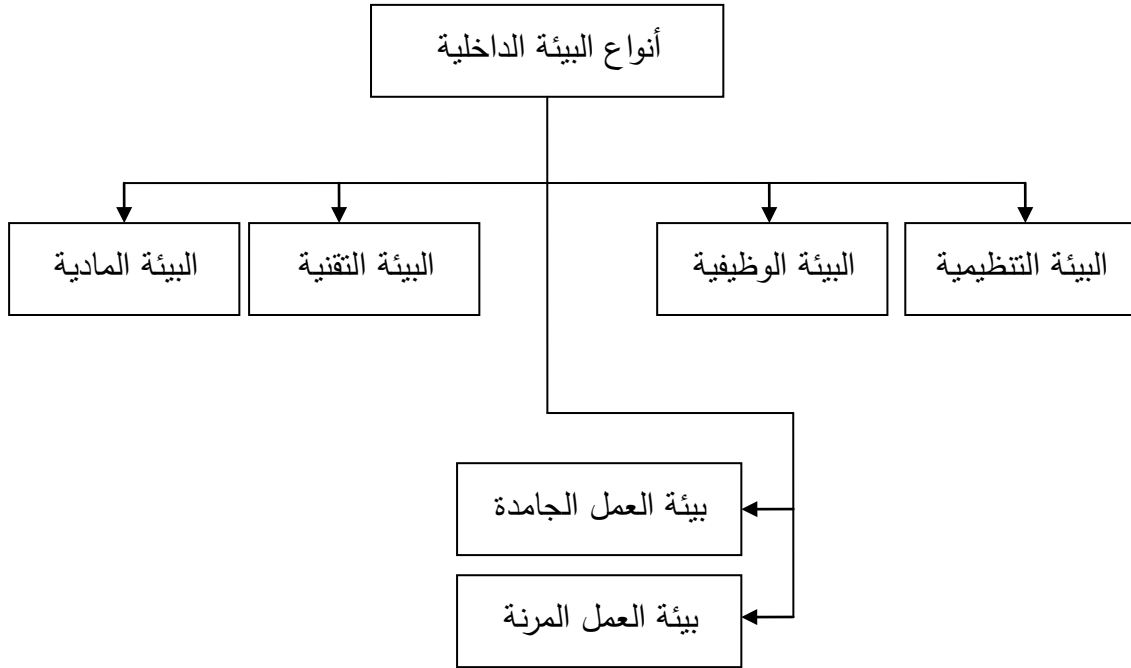 أنواع البيئة الداخلية
البيئة التنظيمية
البيئة الوظيفية
البيئة التقنية
البيئة المادية
بيئة العمل الجامدة
بيئة العمل المرنة